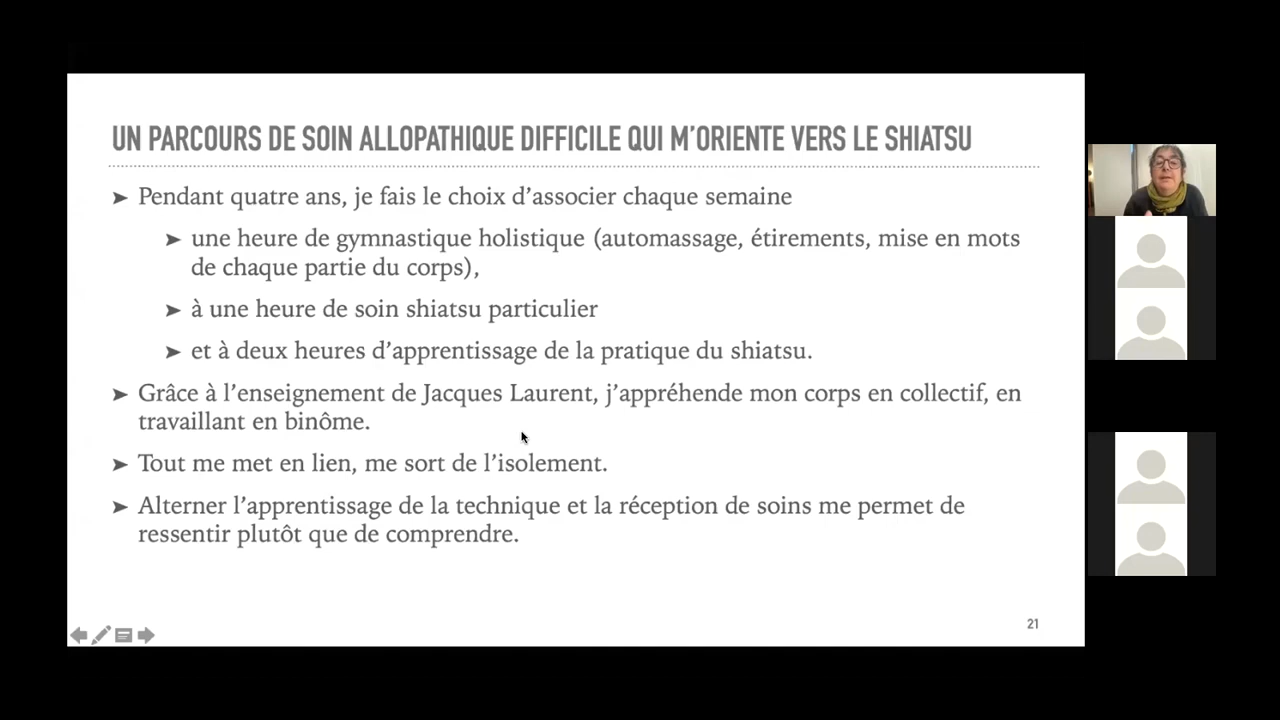 UN PARCOURS DE SOIN ALLOPATHIQUE DIFFICILE QUI M'ORIENTE VERS LE SHIATSU
➤ Pendant quatre ans, je fais le choix d'associer chaque semaine
➤ une heure de gymnastique holistique (automassage, étirements, mise en mots
de chaque partie du corps),
➤ à une heure de soin shiatsu particulier
➤ et à deux heures d'apprentissage de la pratique du shiatsu.
➤ Grâce à l'enseignement de Jacques Laurent, j'appréhende mon corps en collectif, en
travaillant en binôme.
➤ Tout me met en lien, me sort de l'isolement.
➤ Alterner l'apprentissage de la technique et la réception de soins me permet de
ressentir plutôt que de comprendre.
21